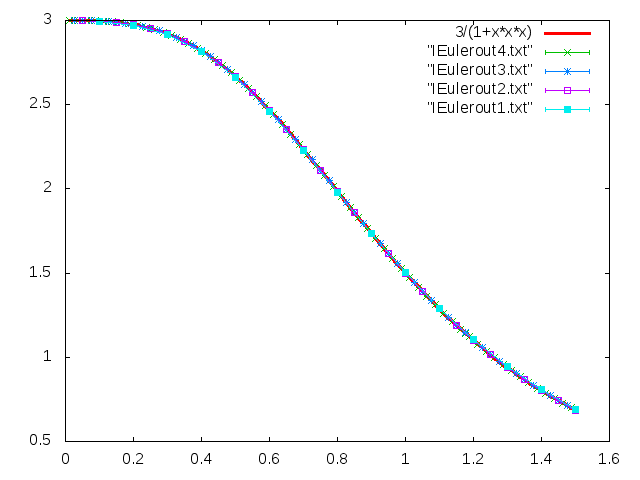 3
3/(1+x*x*x)
"IEulerout4.txt"
"IEulerout3.txt"
"IEulerout2.txt"
"IEulerout1.txt"
2.5
2
1.5
1
0.5
0 0.2 0.4 0.6 0.8 1 1.2 1.4 1.6